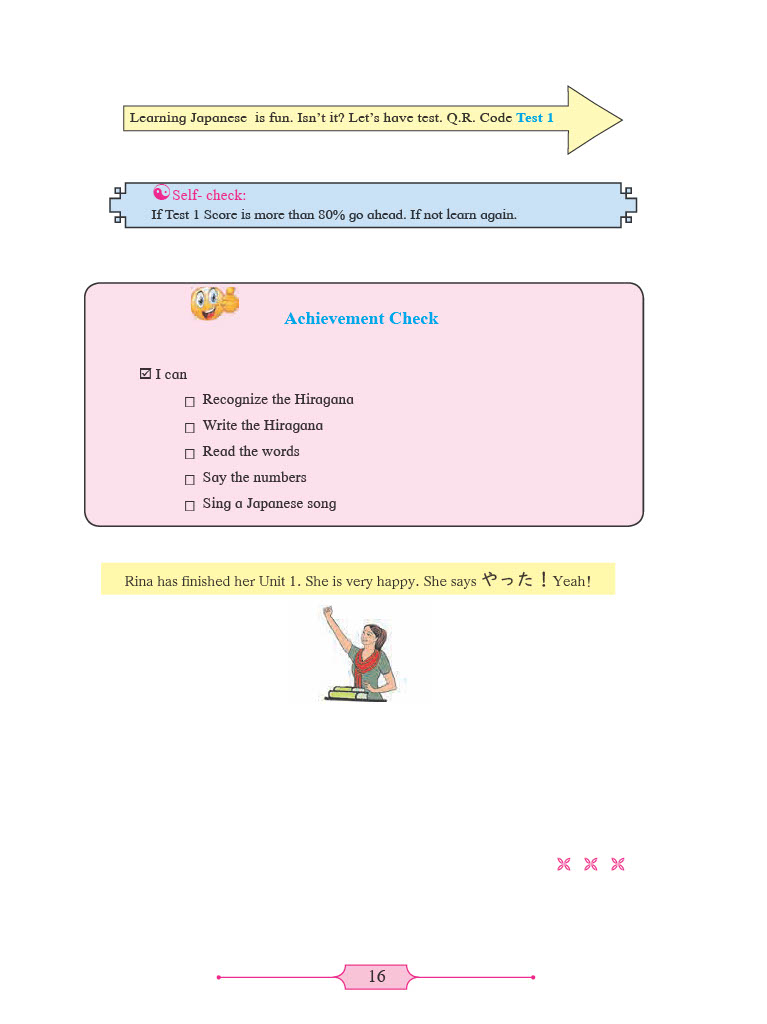 Learning Japanese is fun. Isn't it? Let's have test. Q.R. Code Test 1
Self- check:
If Test 1 Score is more than 80% go ahead. If not learn again.
Achievement Check
☑ I can
□ Recognize the Hiragana
□ Write the Hiragana
□ Read the words
□ Say the numbers
□ Sing a Japanese song
Rina has finished her Unit 1. She is very happy. She says やった！Yeah!
16